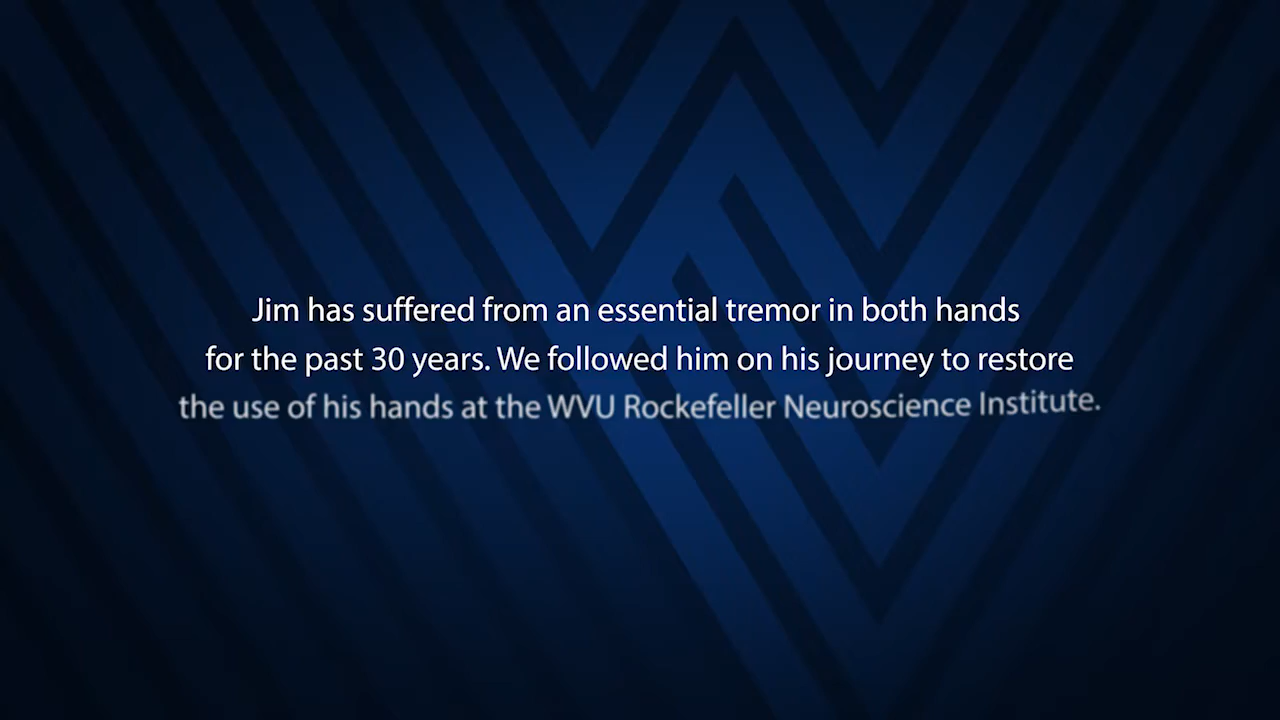 Jim has suffered from an essential tremor in both hands
for the past 30 years. We followed him on his journey to restore
the use of his hands at the WVU Rockefeller Neuroscience Institute.